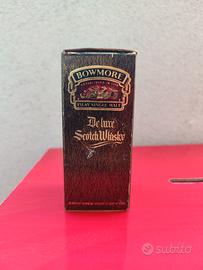 BOWMORE
ISLAY SINGLE MALT
De luxe
Scotch Whisky
subito